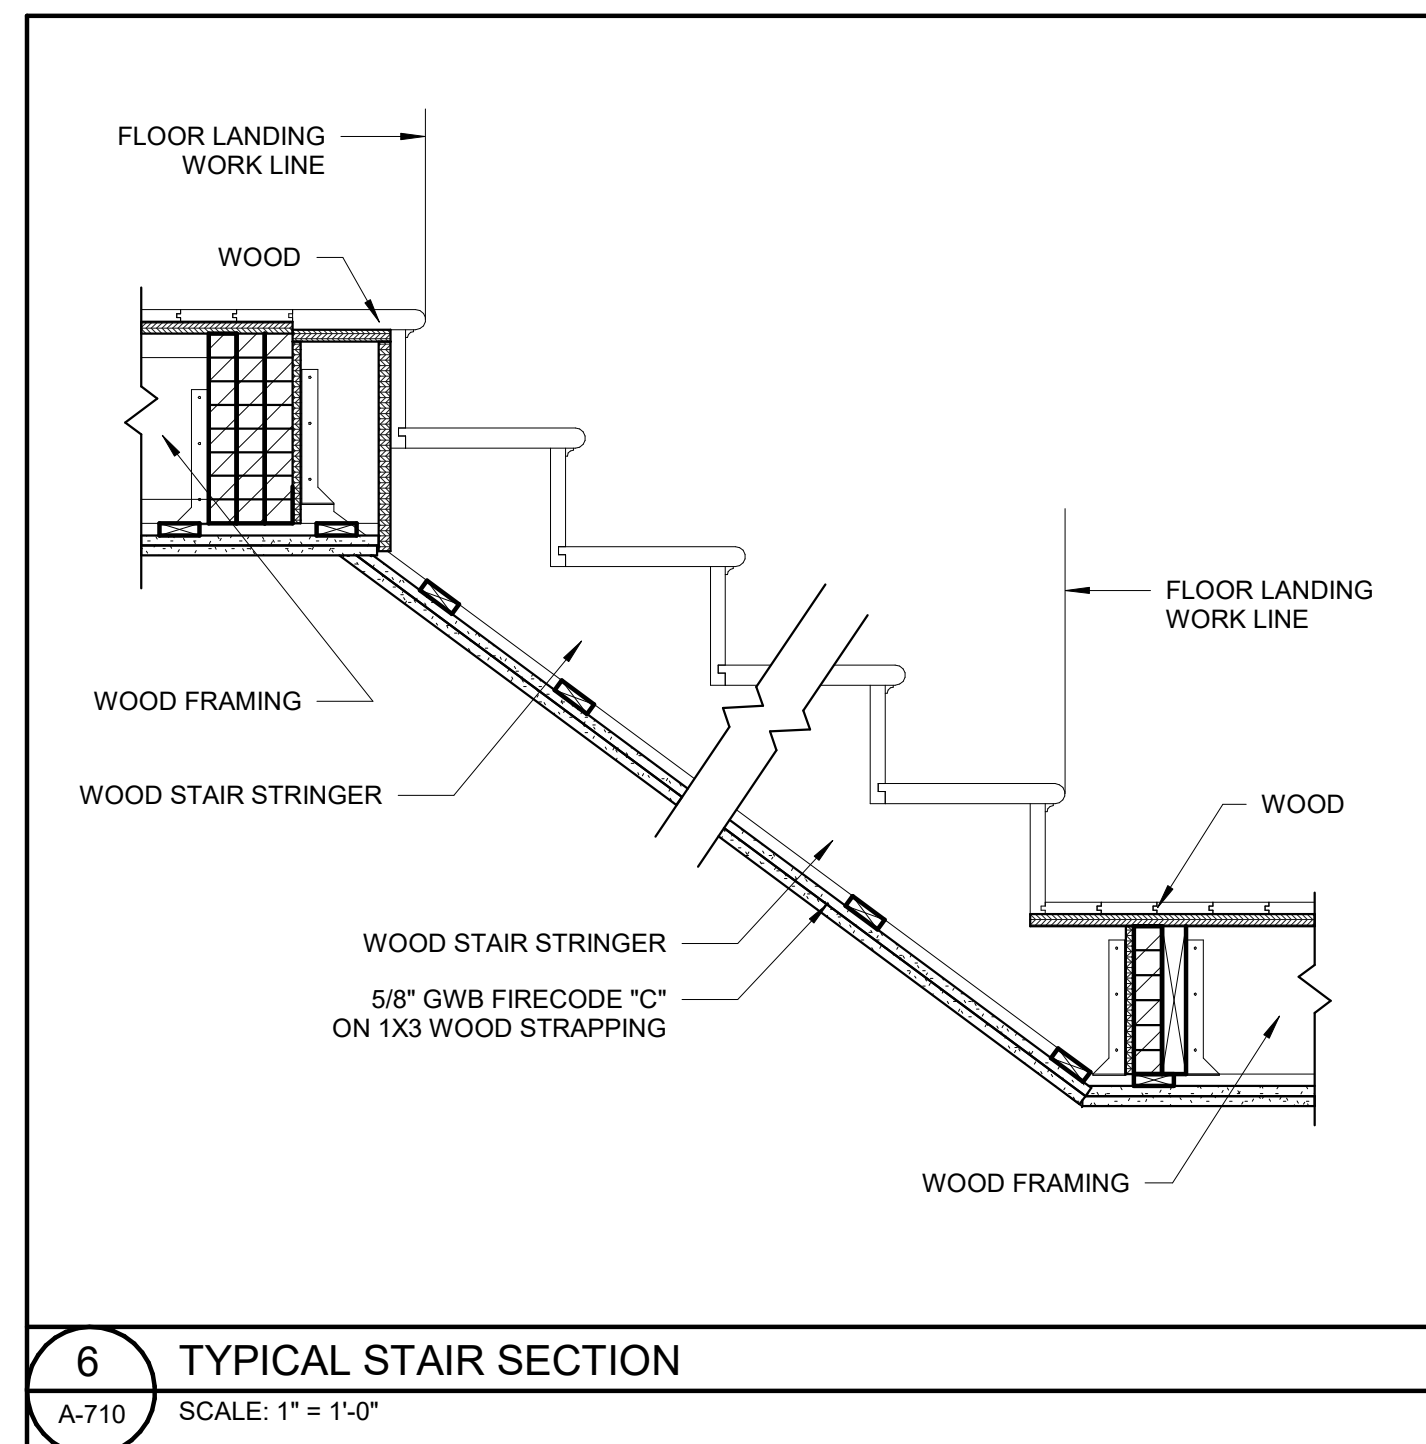 FLOOR LANDING
WORK LINE
WOOD
FLOOR LANDING
WORK LINE
WOOD FRAMING
WOOD STAIR STRINGER
WOOD
WOOD STAIR STRINGER
5/8" GWB FIRECODE "C"
ON 1X3 WOOD STRAPPING
WOOD FRAMING
6
TYPICAL STAIR SECTION
A-710
SCALE: 1" = 1'-0"